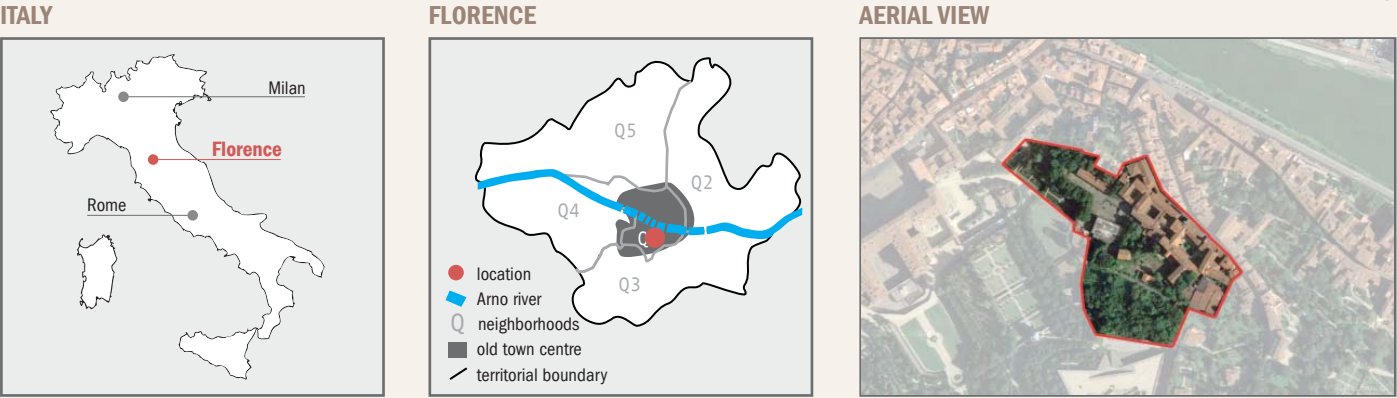 ITALY
Milan
Florence
Rome
FLORENCE
Q5
Q2
Q4
Q
Q3
location
Arno river
Q neighborhoods
old town centre
territorial boundary
AERIAL VIEW